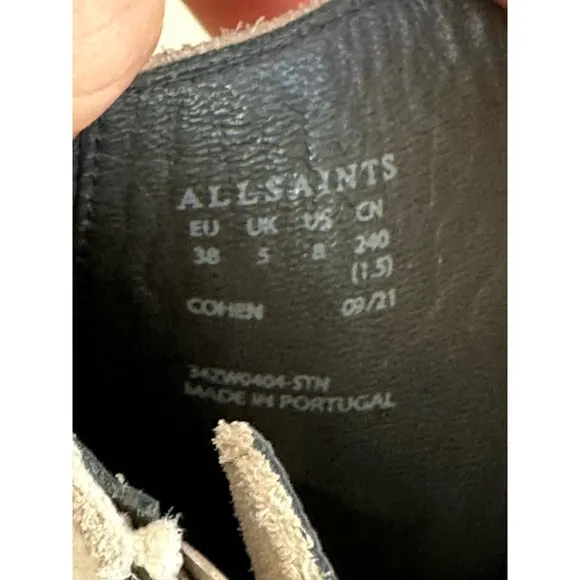 ALLSAINTS
EU UK US CN
38 5 8 240
(1.5)
COHEN 09/21
MADE IN PORTUGAL